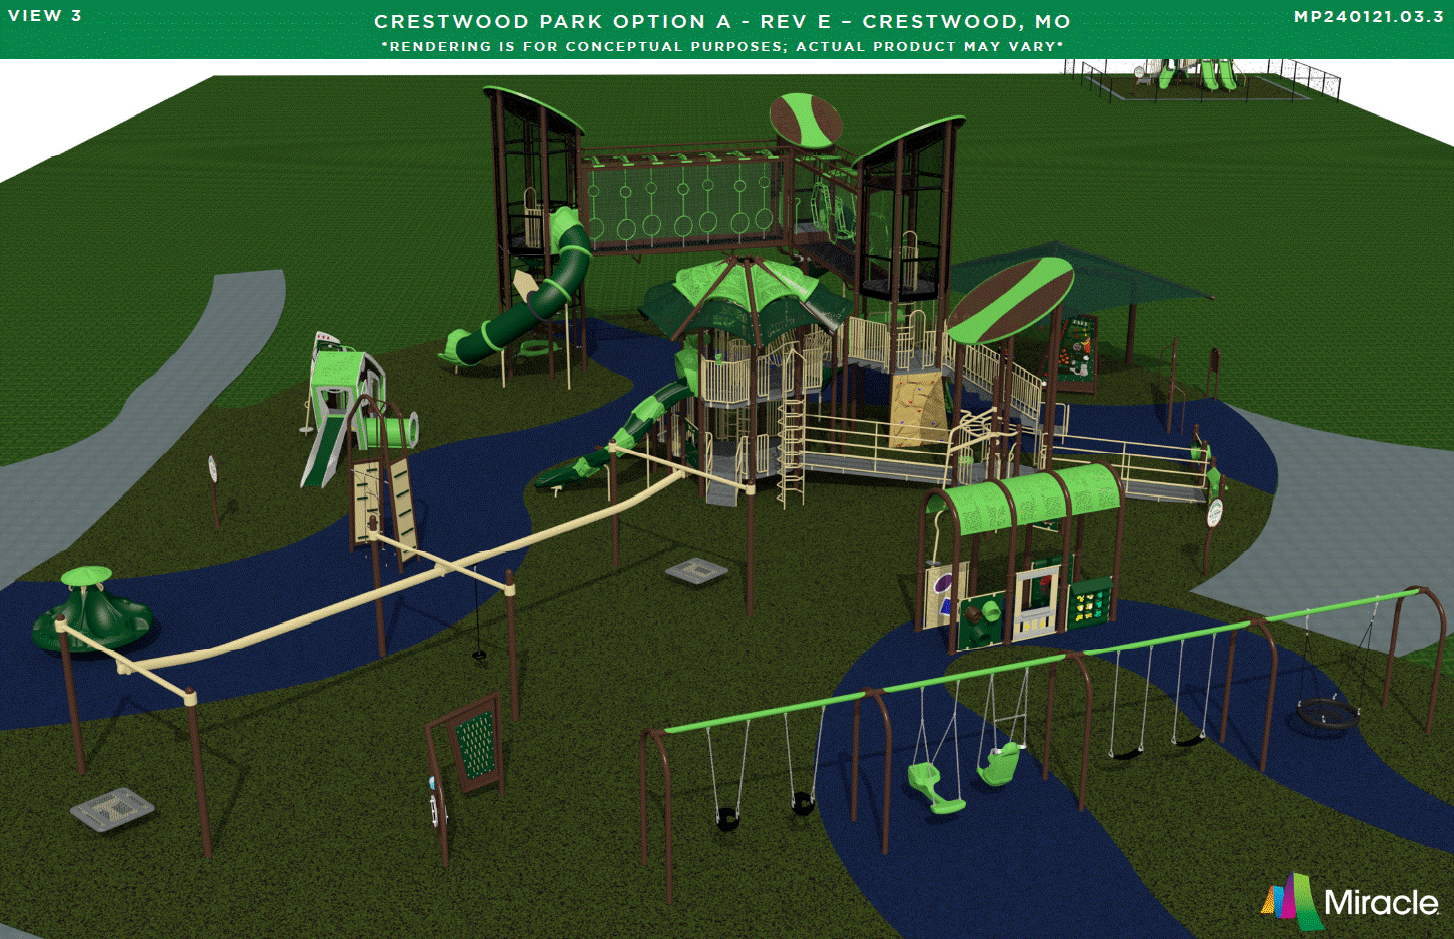 VIEW 3
CRESTWOOD PARK OPTION A - REV E – CRESTWOOD, MO
*RENDERING IS FOR CONCEPTUAL PURPOSES; ACTUAL PRODUCT MAY VARY*
MP240121.03.3
Miracle